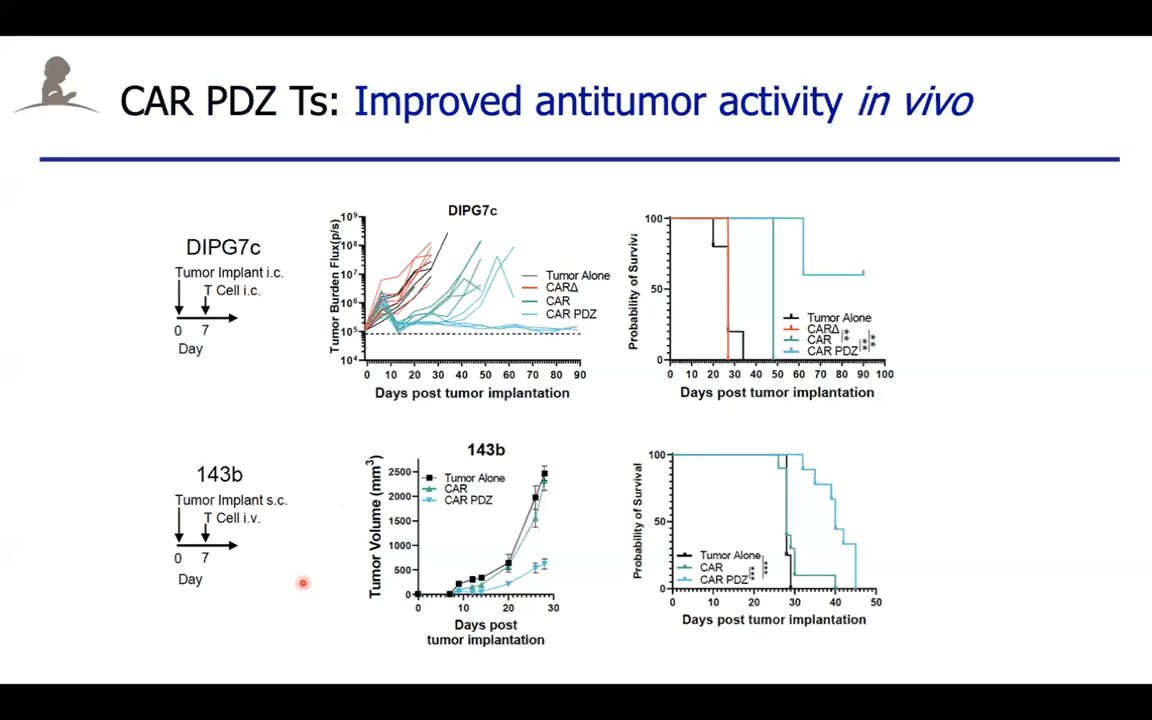 CAR PDZ Ts: Improved antitumor activity in vivo
DIPG7c
Tumor Implant i.c.
T Cell i.c.
0 7
Day
DIPG7c
Tumor Burden Flux(p/s)
10⁹
10⁸
10⁷
10⁶
10⁵
10⁴
0 10 20 30 40 50 60 70 80 90
Days post tumor implantation
Tumor Alone
CARΔ
CAR
CAR PDZ
Probability of Surviva
100
50
0
0 10 20 30 40 50 60 70 80 90 100
Days post tumor implantation
Tumor Alone
CARΔ
CAR
CAR PDZ
**
**
**
143b
Tumor Implant s.c.
T Cell i.v.
0 7
Day
143b
Tumor Volume (mm³)
2500
2000
1500
1000
500
0
0 10 20 30
Days post
tumor implantation
Tumor Alone
CAR
CAR PDZ
Probability of Survival
100
50
0
0 10 20 30 40 50
Days post tumor implantation
Tumor Alone
CAR
CAR PDZ
***
***